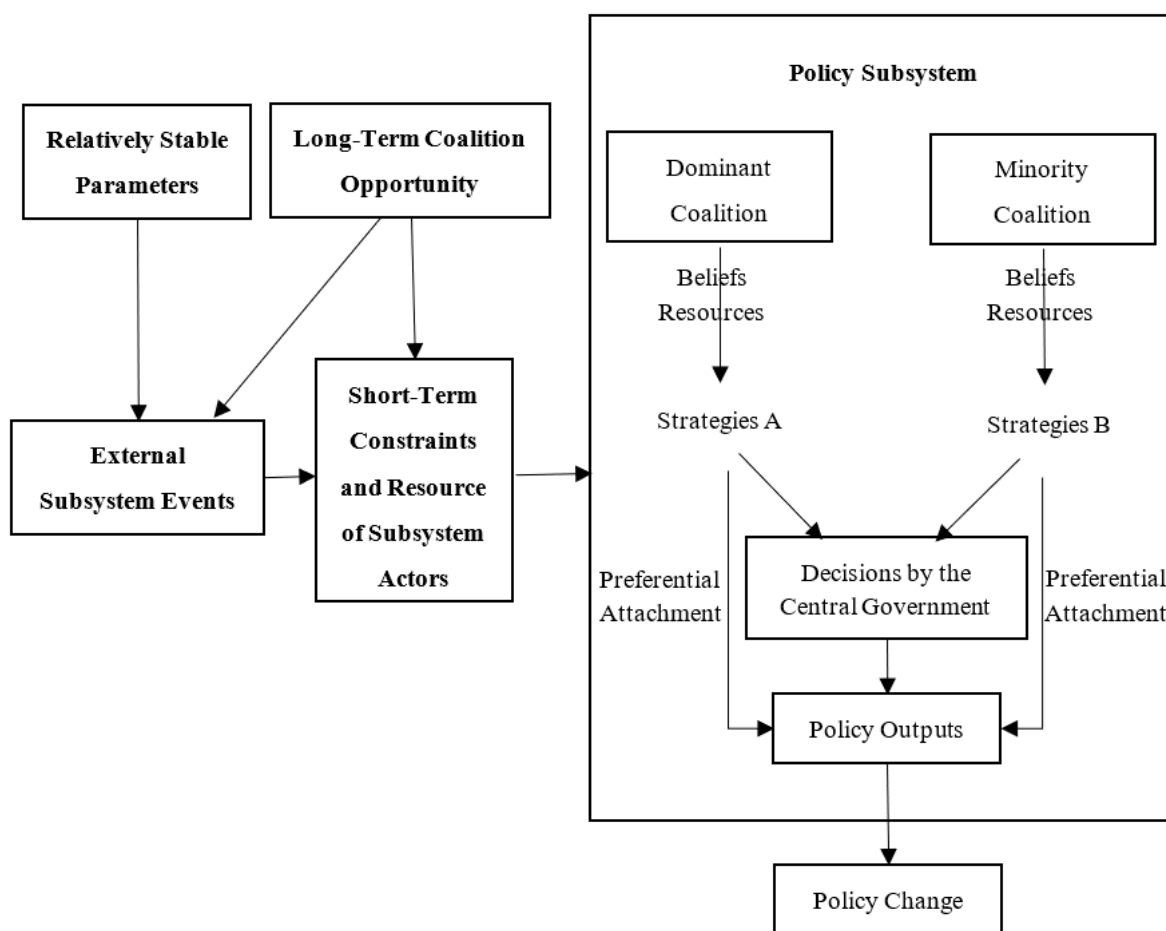 Policy Subsystem
Relatively Stable
Parameters
Long-Term Coalition
Opportunity
Dominant
Coalition
Minority
Coalition
Beliefs
Resources
Beliefs
Resources
Short-Term
Constraints
and Resource
of Subsystem
Actors
External
Subsystem Events
Strategies A
Strategies B
Preferential
Attachment
Decisions by the
Central Government
Preferential
Attachment
Policy Outputs
Policy Change